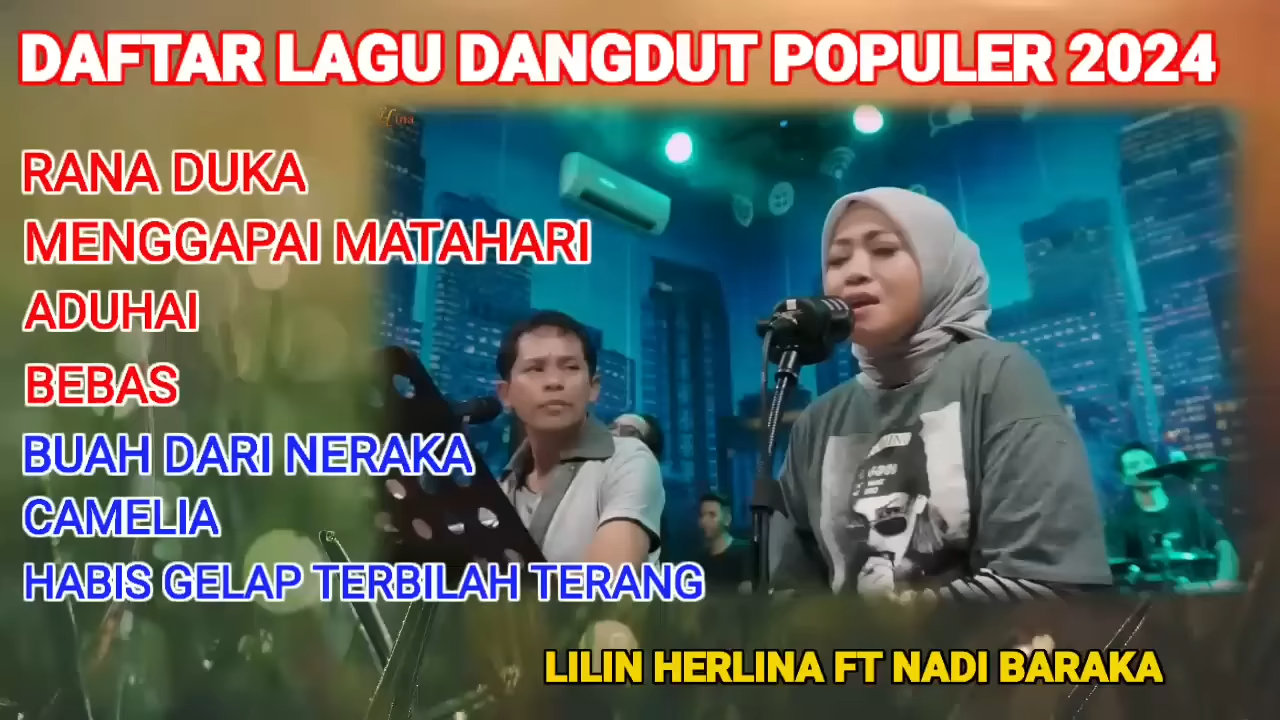 DAFTAR LAGU DANGDUT POPULER 2024
RANA DUKA
MENGGAPAI MATAHARI
ADUHAI
BEBAS
BUAH DARI NERAKA
CAMELIA
HABIS GELAP TERBILAH TERANG
LILIN HERLINA FT NADI BARAKA